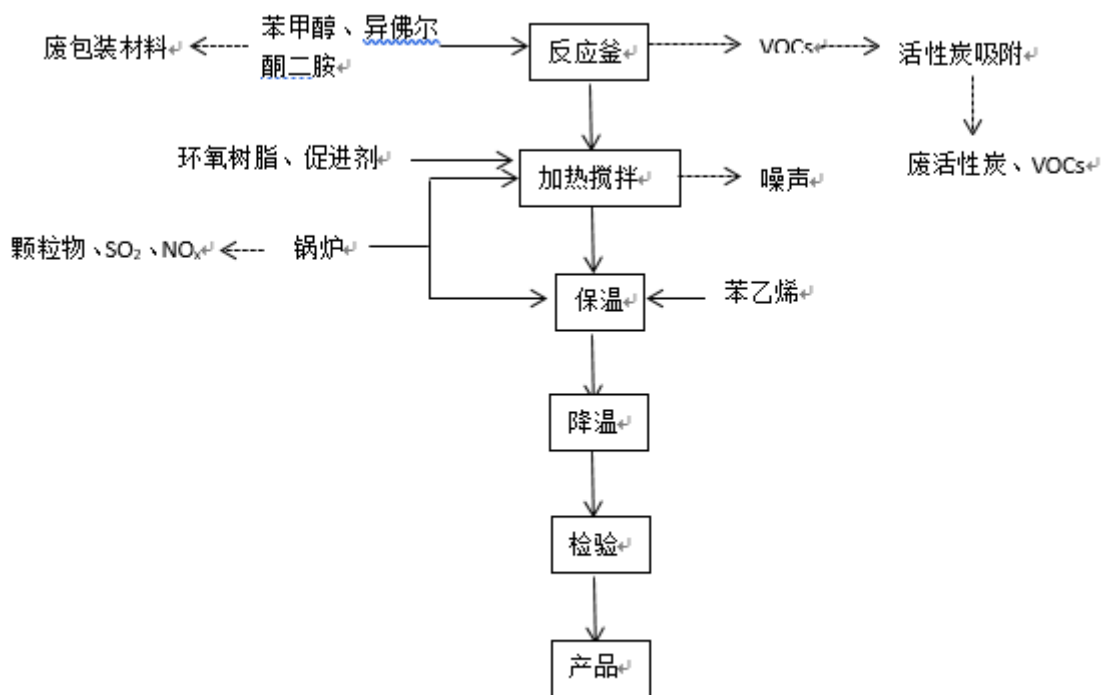 苯甲醇、异佛尔
酮二胺
废包装材料
反应釜
VOCs
活性炭吸附
环氧树脂、促进剂
加热搅拌
噪声
废活性炭、VOCs
颗粒物、SO₂、NOₓ
锅炉
保温
苯乙烯
降温
检验
产品